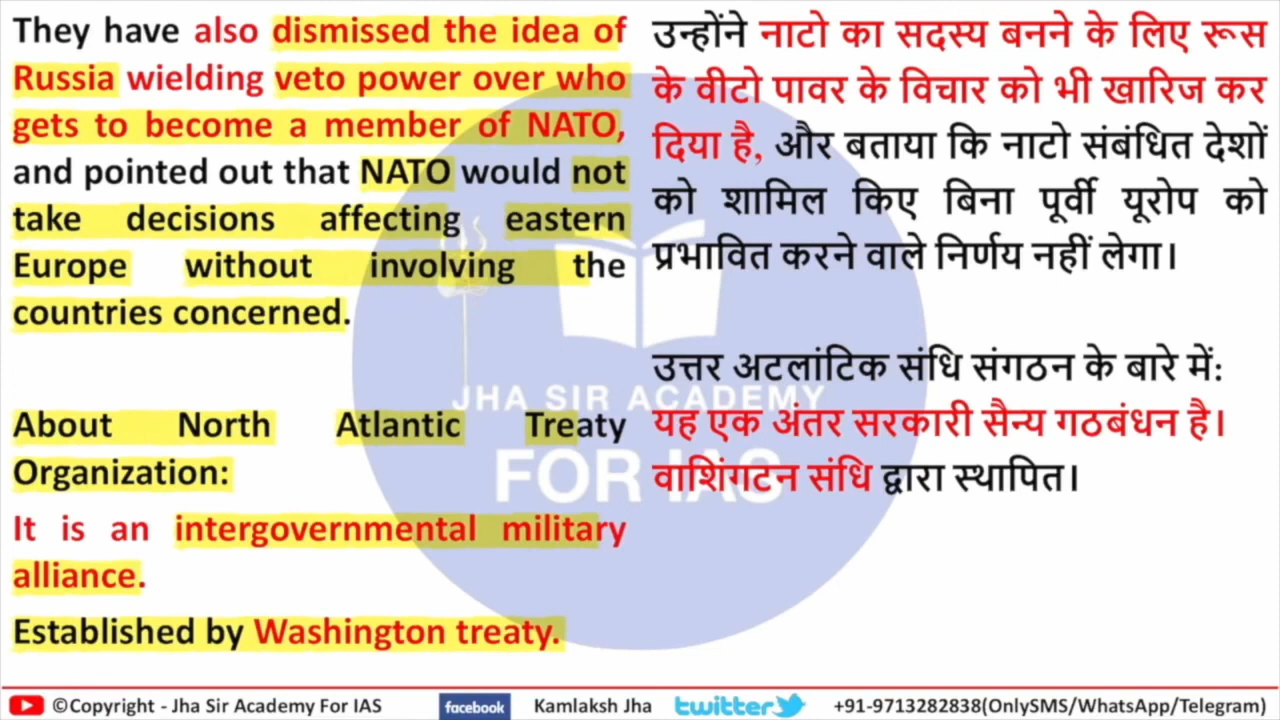 They have also dismissed the idea of
Russia wielding veto power over who
gets to become a member of NATO,
and pointed out that NATO would not
take decisions affecting eastern
Europe without involving the
countries concerned.
About North Atlantic Treaty
Organization:
It is an intergovernmental military
alliance.
Established by Washington treaty.
उन्होंने नाटो का सदस्य बनने के लिए रूस
के वीटो पावर के विचार को भी खारिज कर
दिया है, और बताया कि नाटो संबंधित देशों
को शामिल किए बिना पूर्वी यूरोप को
प्रभावित करने वाले निर्णय नहीं लेगा।
उत्तर अटलांटिक संधि संगठन के बारे में:
यह एक अंतर सरकारी सैन्य गठबंधन है।
वाशिंगटन संधि द्वारा स्थापित।
JHA SIR ACADEMY
FOR IAS
©Copyright - Jha Sir Academy For IAS facebook Kamlaksh Jha twitter +91-9713282838(OnlySMS/WhatsApp/Telegram)